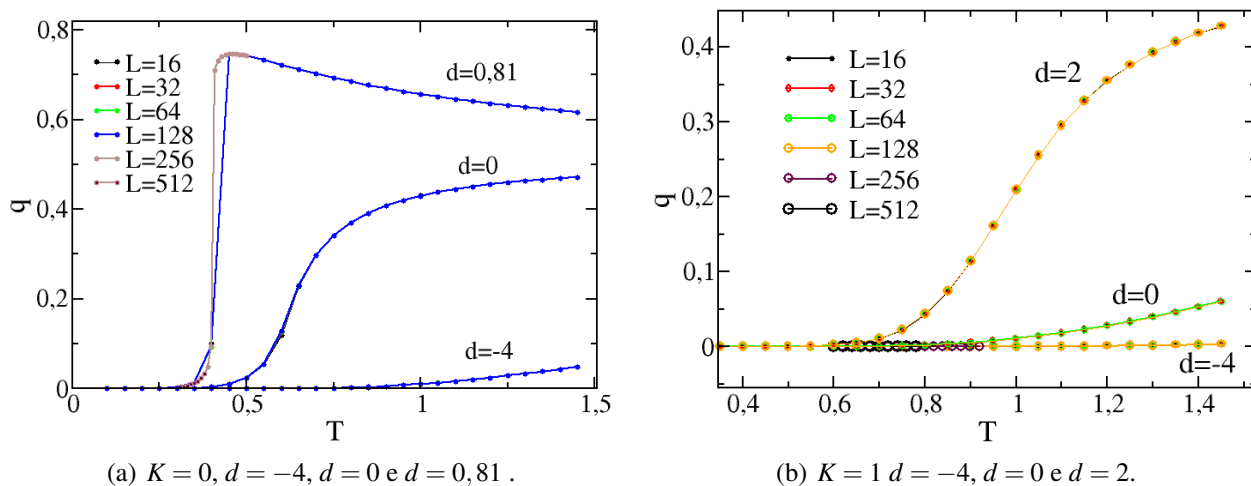 0,8
0,6
0,4
0,2
0
q
L=16
L=32
L=64
L=128
L=256
L=512
d=0,81
d=0
d=-4
0 0,5 1 1,5
T
(a) K = 0, d = −4, d = 0 e d = 0,81 .
0,4
0,3
0,2
0,1
0
q
L=16
L=32
L=64
L=128
L=256
L=512
d=2
d=0
d=-4
0,4 0,6 0,8 1 1,2 1,4
T
(b) K = 1 d = −4, d = 0 e d = 2.